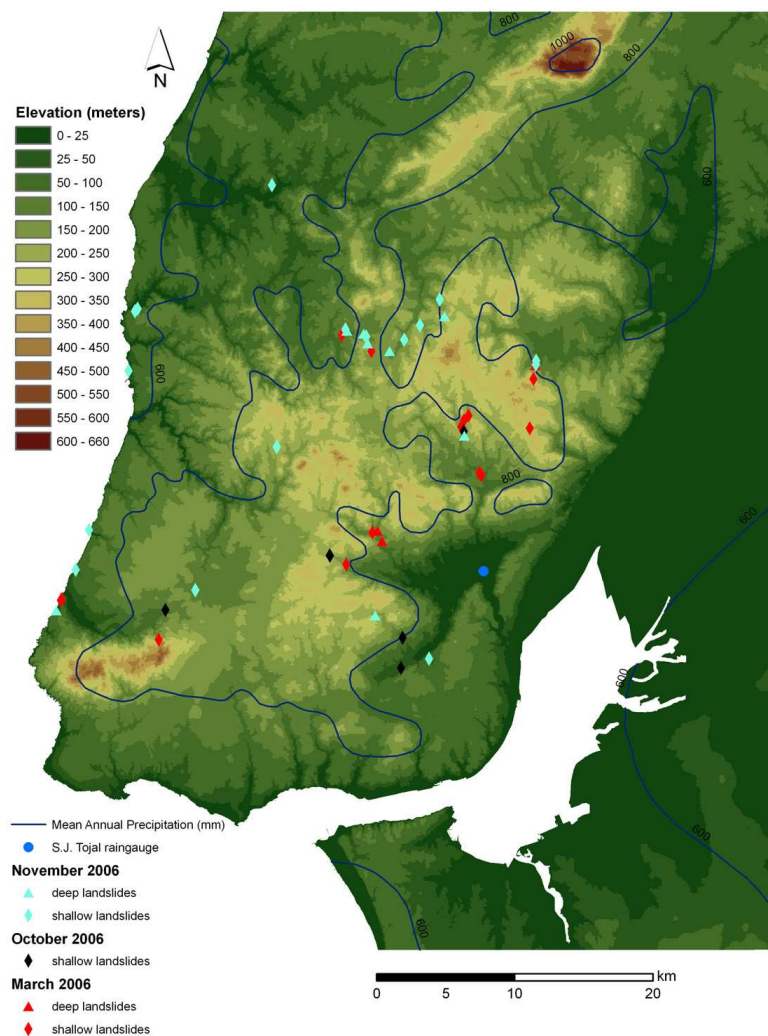 800
1000
800
N
Elevation (meters)
0 - 25
25 - 50
50 - 100
100 - 150
150 - 200
200 - 250
250 - 300
300 - 350
350 - 400
400 - 450
450 - 500
500 - 550
550 - 600
600 - 660
600
600
800
600
600
600
600
Mean Annual Precipitation (mm)
S.J. Tojal raingauge
November 2006
deep landslides
shallow landslides
October 2006
shallow landslides
March 2006
deep landslides
shallow landslides
km
0 5 10 20